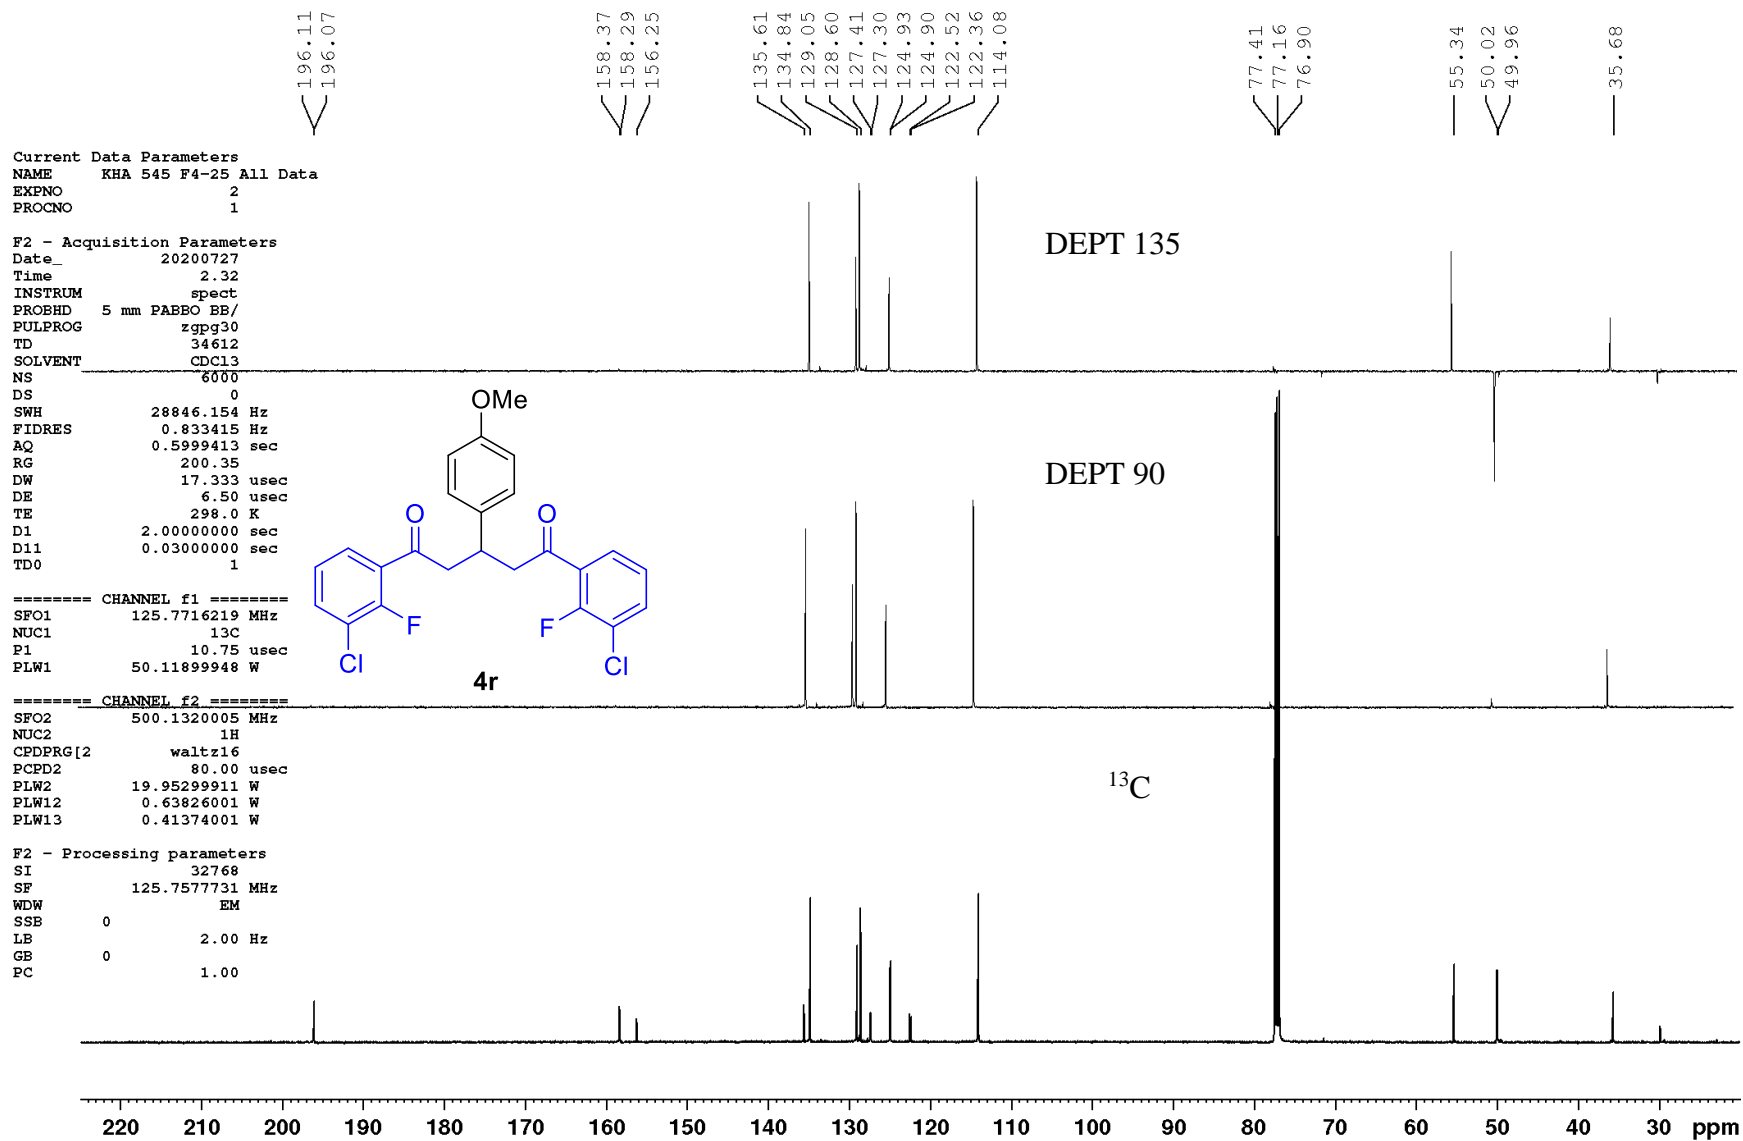 196.11
196.07
158.37
158.29
156.25
135.61
134.84
129.05
128.60
127.41
127.30
124.93
124.90
122.52
122.36
114.08
77.41
77.16
76.90
55.34
50.02
49.96
35.68
Current Data Parameters
NAME KHA 545 F4-25 All Data
EXPNO 2
PROCNO 1
F2 - Acquisition Parameters
Date_ 20200727
Time 2.32
INSTRUM spect
PROBHD 5 mm PABBO BB/
PULPROG zgpg30
TD 34612
SOLVENT CDCl3
NS 6000
DS 0
SWH 28846.154 Hz
FIDRES 0.833415 Hz
AQ 0.5999413 sec
RG 200.35
DW 17.333 usec
DE 6.50 usec
TE 298.0 K
D1 2.00000000 sec
D11 0.03000000 sec
TD0 1
======== CHANNEL f1 ========
SFO1 125.7716219 MHz
NUC1 13C
P1 10.75 usec
PLW1 50.11899948 W
======== CHANNEL f2 ========
SFO2 500.1320005 MHz
NUC2 1H
CPDPRG[2 waltz16
PCPD2 80.00 usec
PLW2 19.95299911 W
PLW12 0.63826001 W
PLW13 0.41374001 W
F2 - Processing parameters
SI 32768
SF 125.7577731 MHz
WDW EM
SSB 0
LB 2.00 Hz
GB 0
PC 1.00
DEPT 135
DEPT 90
13C
OMe
O O
F F
Cl Cl
4r
220 210 200 190 180 170 160 150 140 130 120 110 100 90 80 70 60 50 40 30 ppm